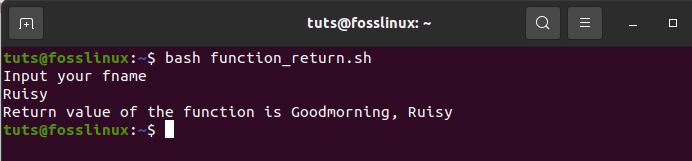 tuts@fosslinux: ~
tuts@fosslinux:~$ bash function_return.sh
Input your fname
Ruisy
Return value of the function is Goodmorning, Ruisy
tuts@fosslinux:~$